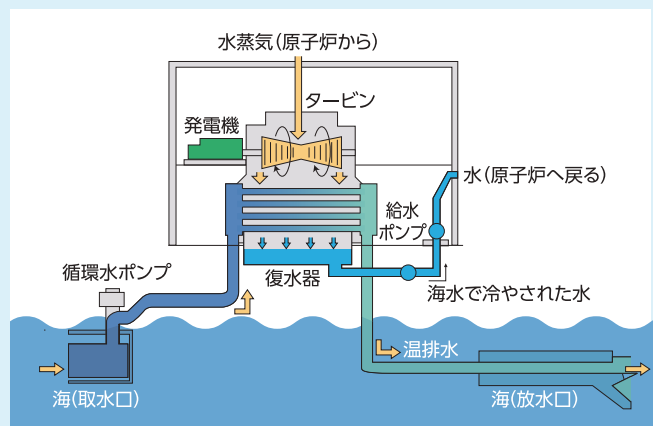 水蒸気(原子炉から)
タービン
発電機
水(原子炉へ戻る)
給水
ポンプ
循環水ポンプ
復水器
海水で冷やされた水
温排水
海(取水口)
海(放水口)